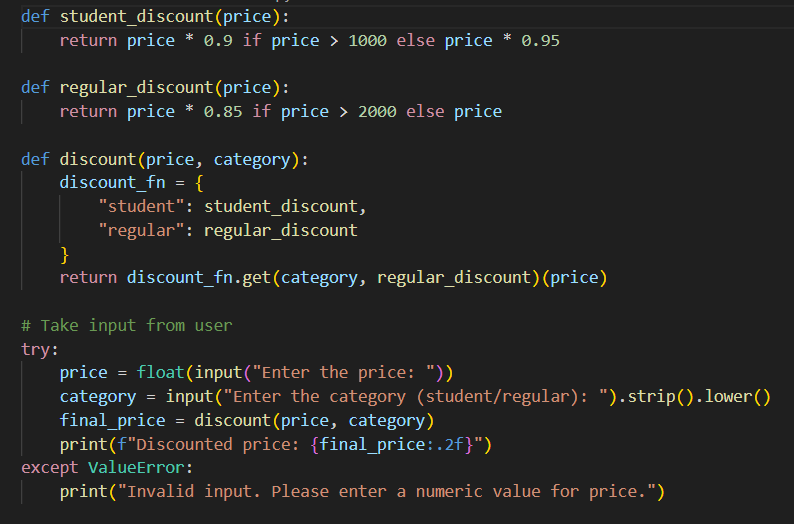 def student_discount(price):
    return price * 0.9 if price > 1000 else price * 0.95

def regular_discount(price):
    return price * 0.85 if price > 2000 else price

def discount(price, category):
    discount_fn = {
        "student": student_discount,
        "regular": regular_discount
    }
    return discount_fn.get(category, regular_discount)(price)

# Take input from user
try:
    price = float(input("Enter the price: "))
    category = input("Enter the category (student/regular): ").strip().lower()
    final_price = discount(price, category)
    print(f"Discounted price: {final_price:.2f}")
except ValueError:
    print("Invalid input. Please enter a numeric value for price.")